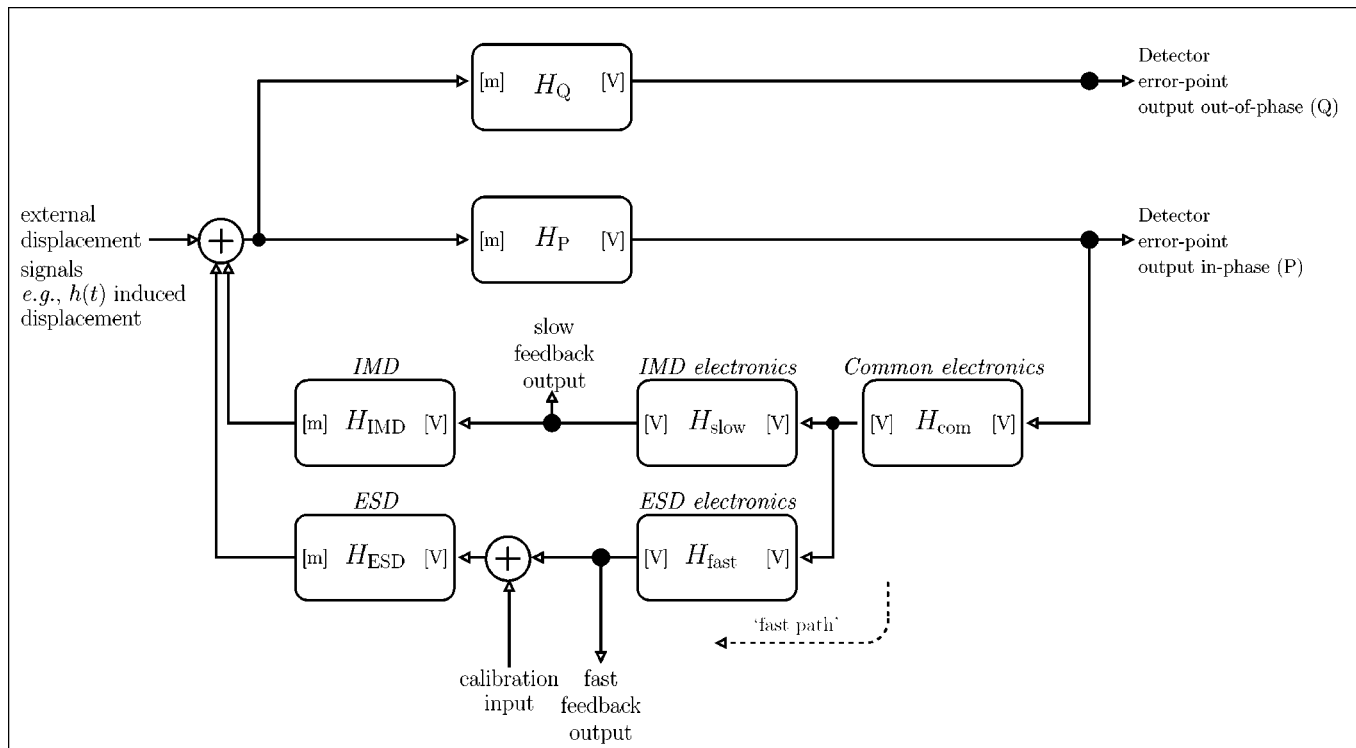 Detector
error-point
output out-of-phase (Q)
[m] H_Q [V]
external
displacement
signals
e.g., h(t) induced
displacement
+
[m] H_P [V]
Detector
error-point
output in-phase (P)
slow
feedback
output
IMD
IMD electronics
Common electronics
[m] H_IMD [V]
[V] H_slow [V]
[V] H_com [V]
ESD
ESD electronics
[m] H_ESD [V]
+
[V] H_fast [V]
'fast path'
calibration
input
fast
feedback
output